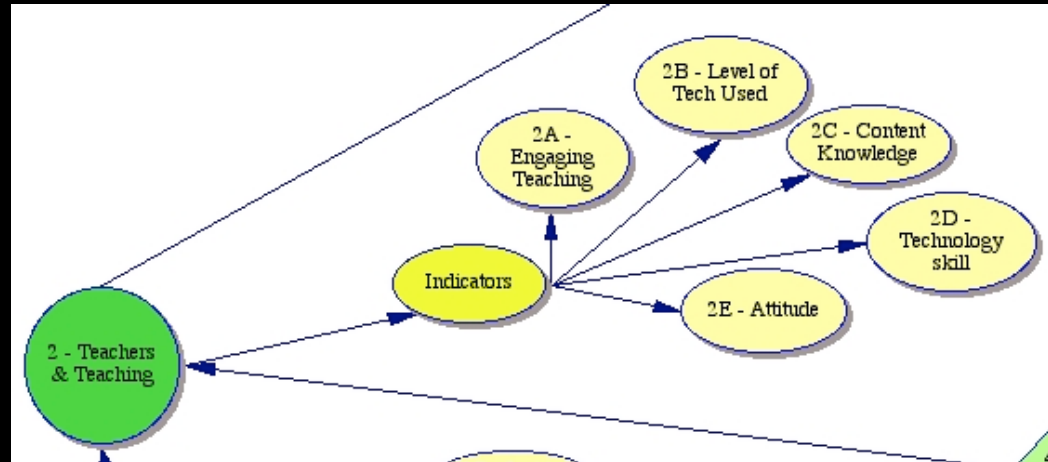 2B - Level of
Tech Used
2A -
Engaging
Teaching
2C - Content
Knowledge
2D -
Technology
skill
Indicators
2E - Attitude
2 - Teachers
& Teaching